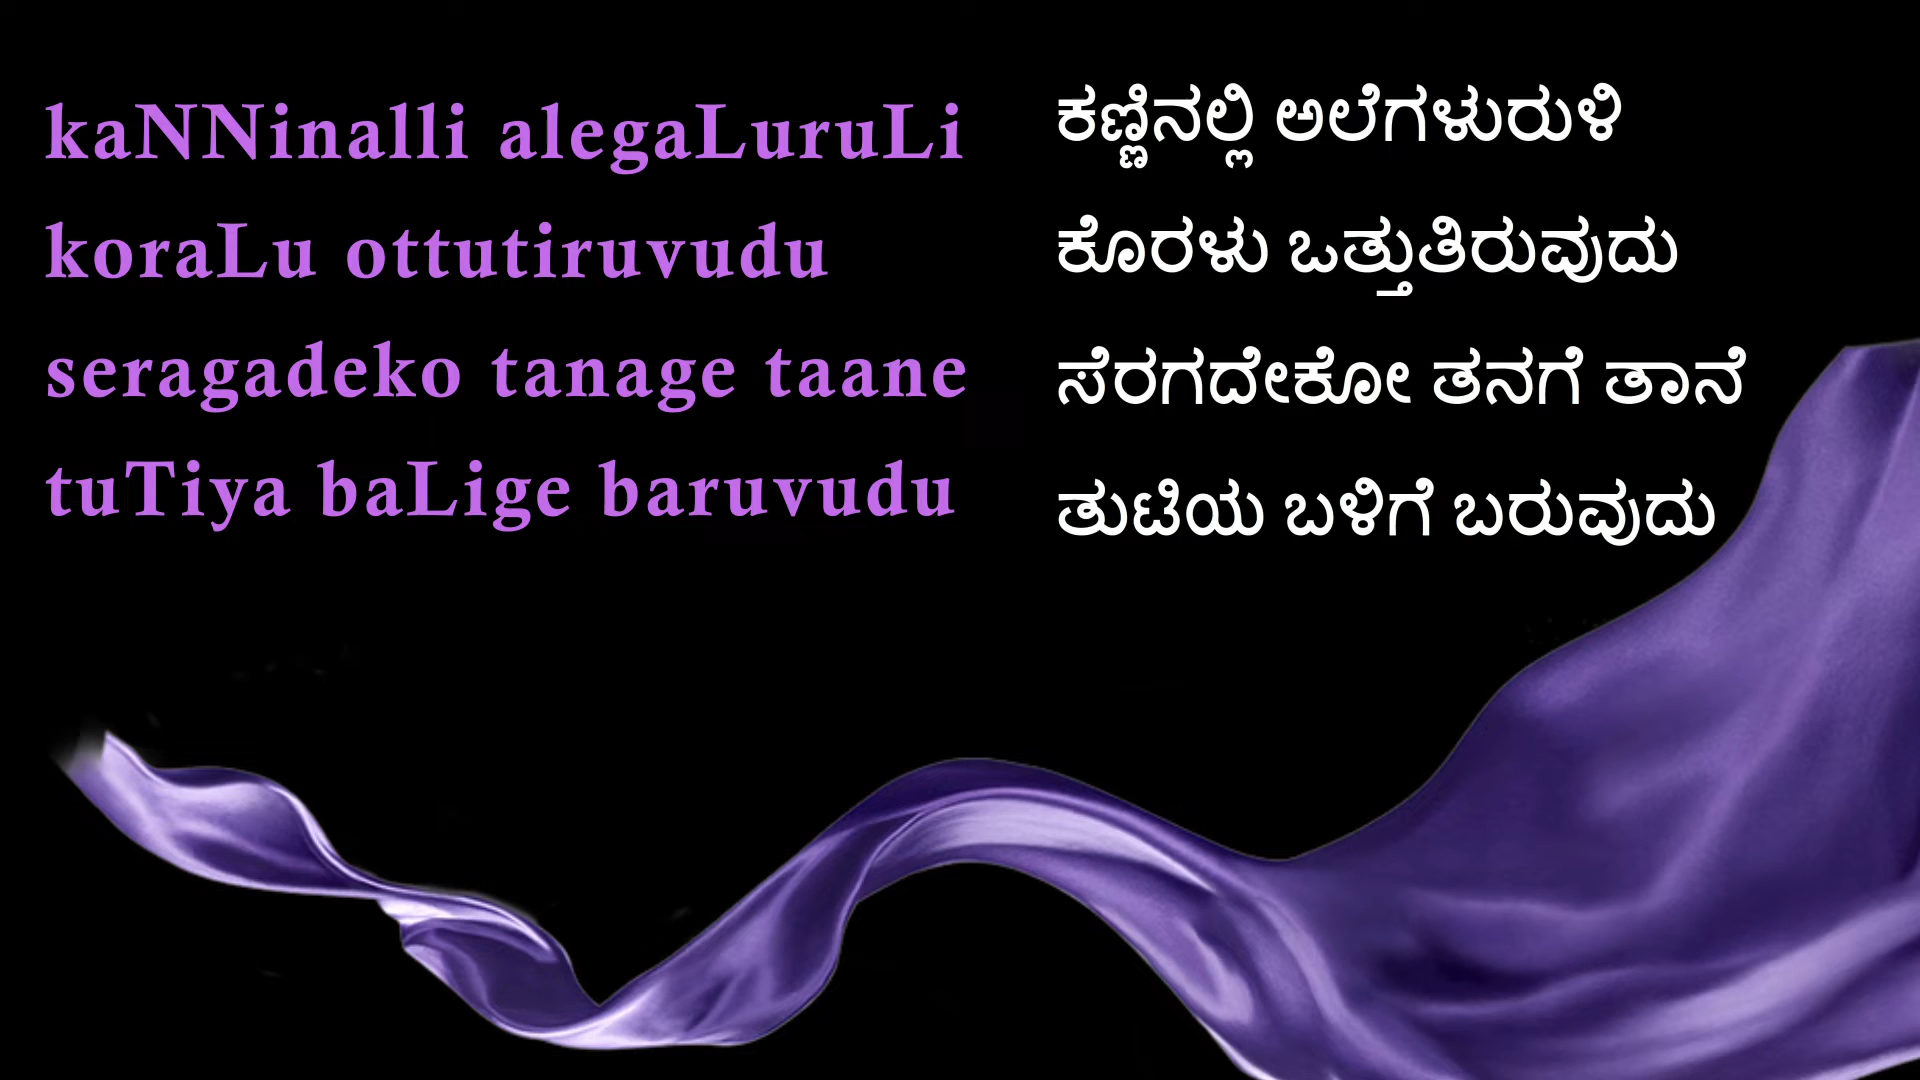 kaNNinalli alegaLuruLi
koraLu ottutiruvudu
seragadeko tanage taane
tuTiya baLige baruvudu
ಕಣ್ಣಿನಲ್ಲಿ ಅಲೆಗಳುರುಳಿ
ಕೊರಳು ಒತ್ತುತಿರುವುದು
ಸೆರಗದೇಕೋ ತನಗೆ ತಾನೆ
ತುಟಿಯ ಬಳಿಗೆ ಬರುವುದು